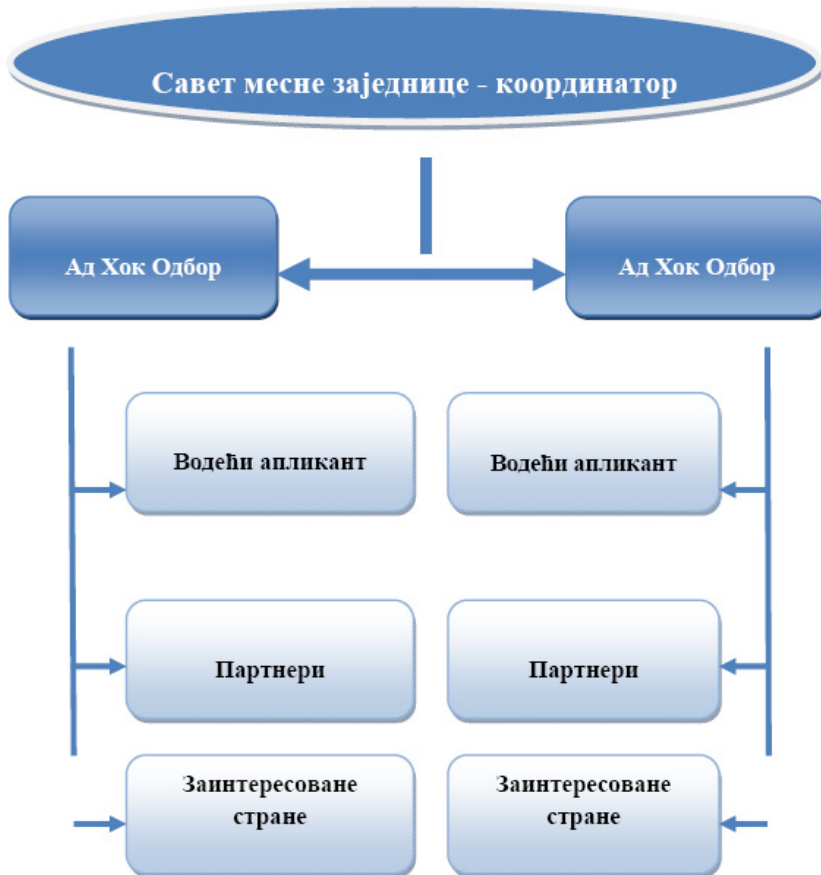 Савет месне заједнице - координатор
Ад Хок Одбор
Ад Хок Одбор
Водећи апликант
Водећи апликант
Партнери
Партнери
Заинтересоване
стране
Заинтересоване
стране